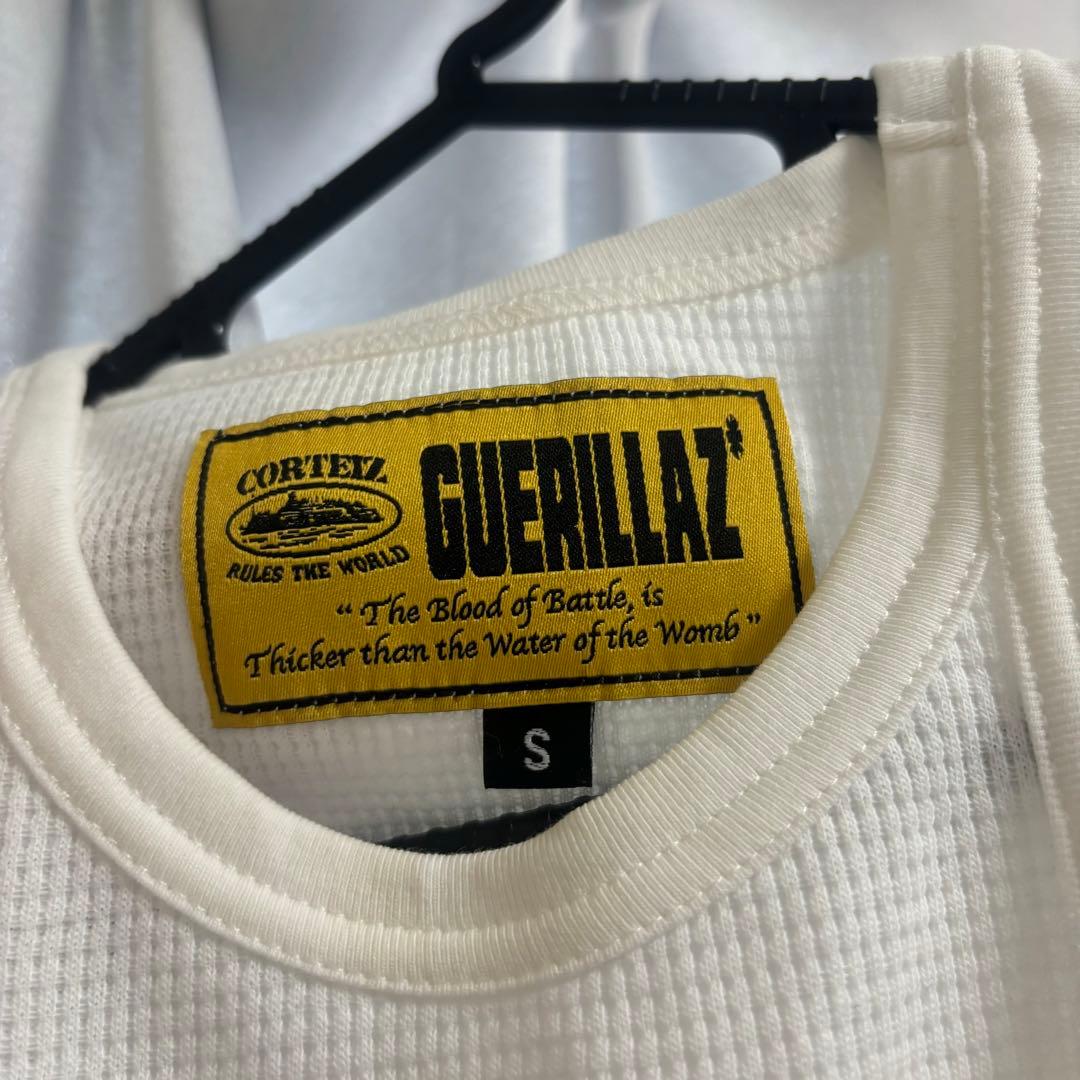 CORTEIZ
RULES THE WORLD
GUERILLAZ*
“The Blood of Battle, is
Thicker than the Water of the Womb”
S